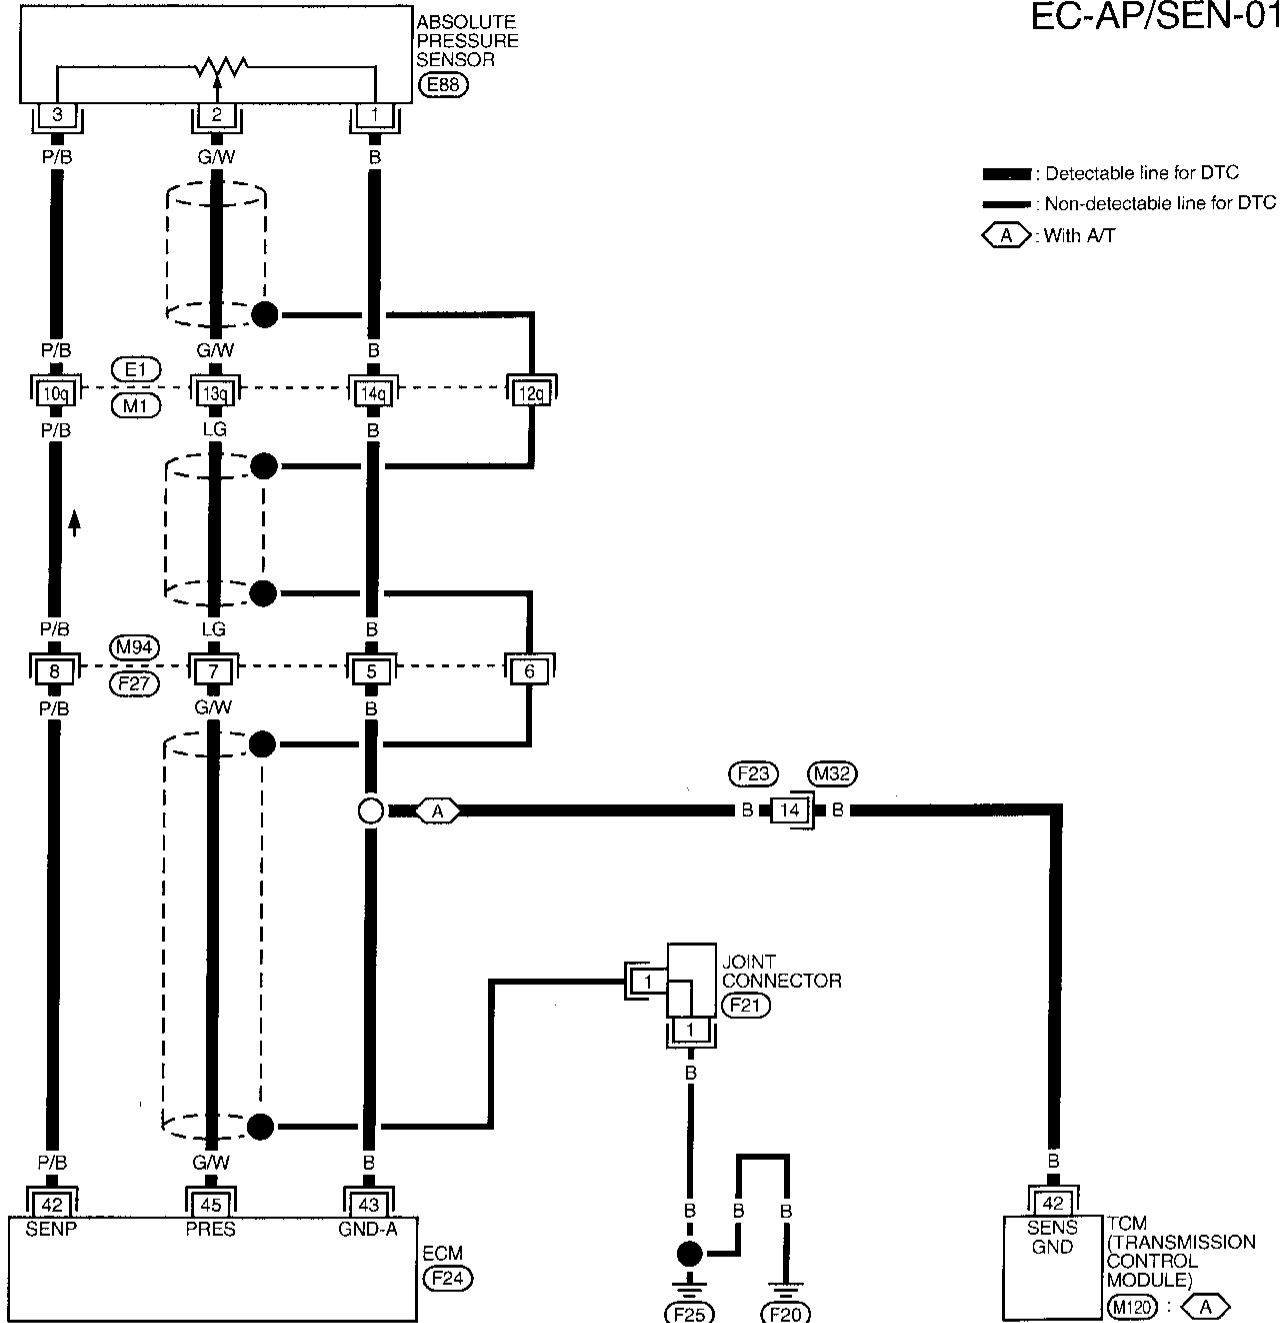 EC-AP/SEN-01
ABSOLUTE
PRESSURE
SENSOR
E88
3 2 1
P/B G/W B
: Detectable line for DTC
: Non-detectable line for DTC
A : With A/T
P/B G/W B
E1
10q 13q 14q 12q
M1
P/B LG B
P/B LG B
M94
8 7 5 6
F27
P/B G/W B
F23 M32
A B 14 B
JOINT
CONNECTOR
F21
1
1
B
P/B G/W B B
42 45 43 42
SENP PRES GND-A
B B B
SENS
GND
TCM
(TRANSMISSION
CONTROL
MODULE)
M120 : A
ECM
F24
F25 F20